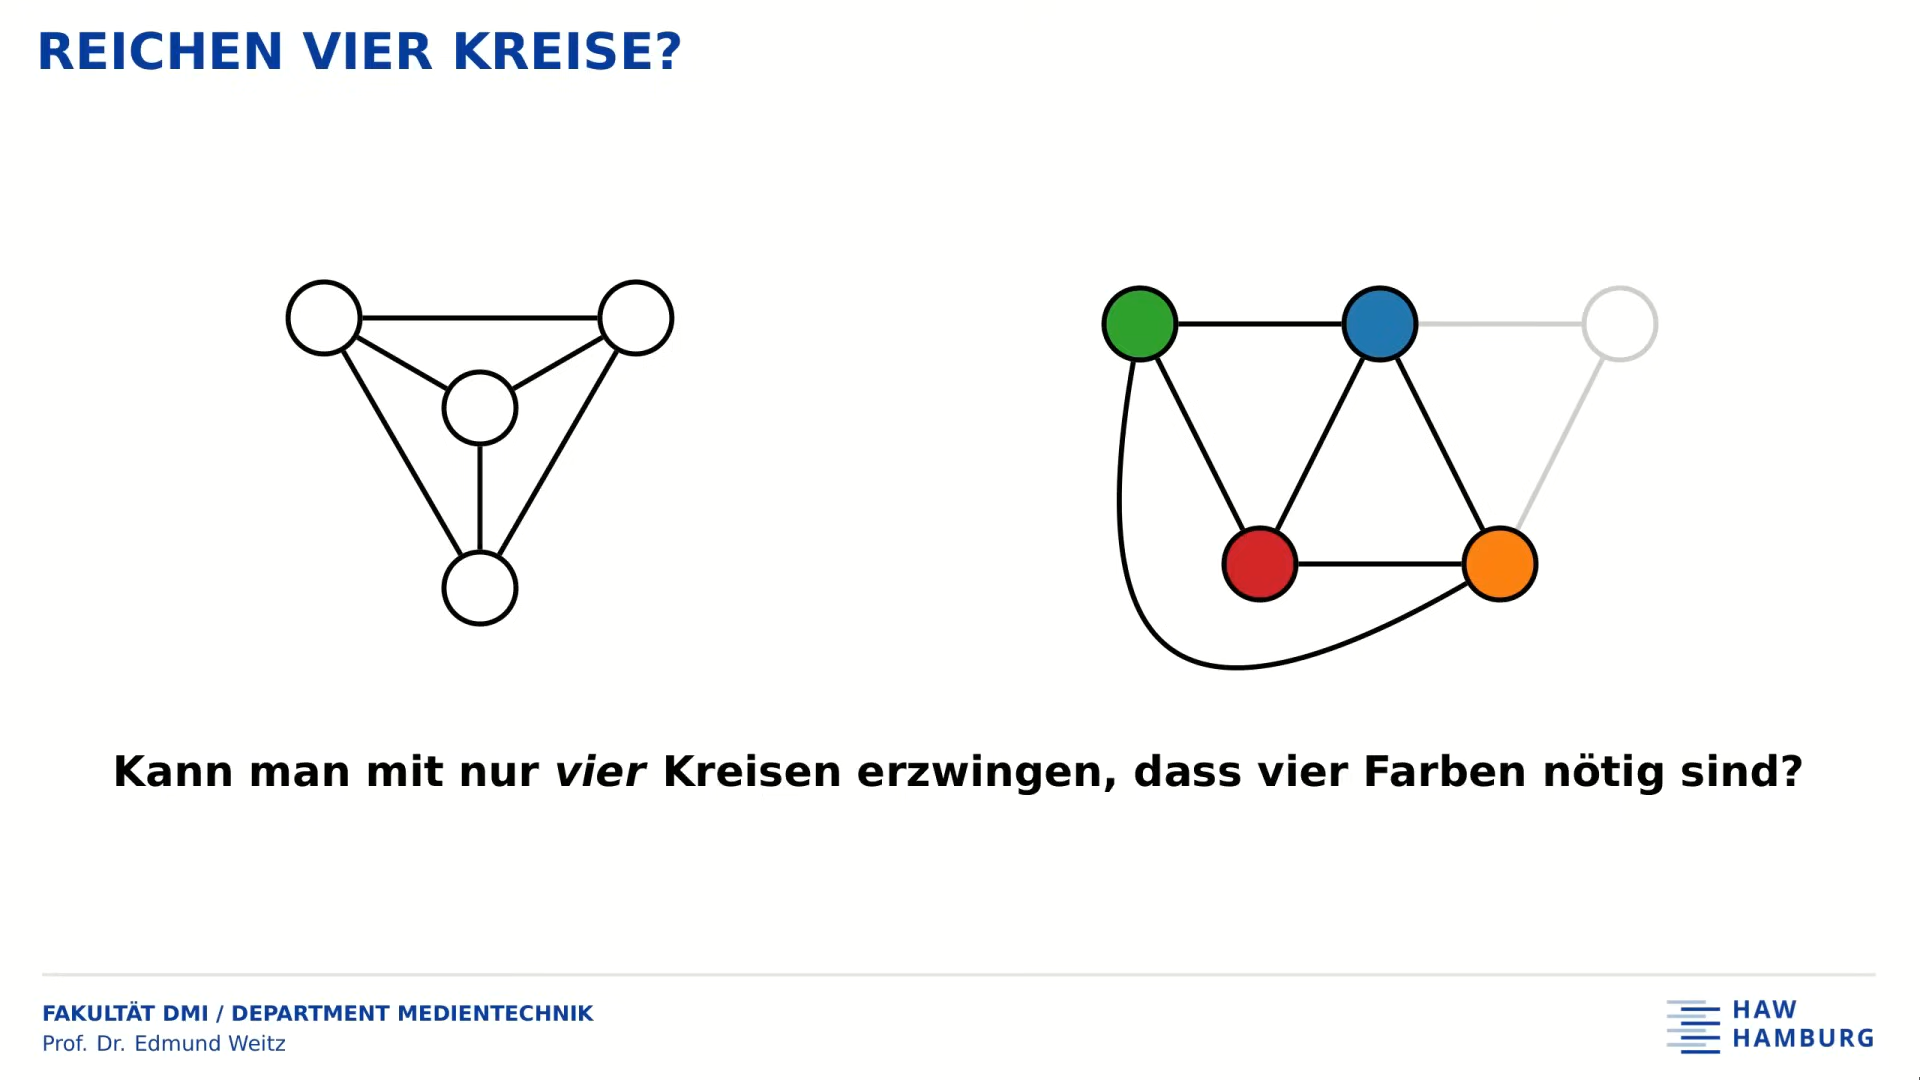 REICHEN VIER KREISE?
Kann man mit nur vier Kreisen erzwingen, dass vier Farben nötig sind?
FAKULTÄT DMI / DEPARTMENT MEDIENTECHNIK
Prof. Dr. Edmund Weitz
HAW
HAMBURG